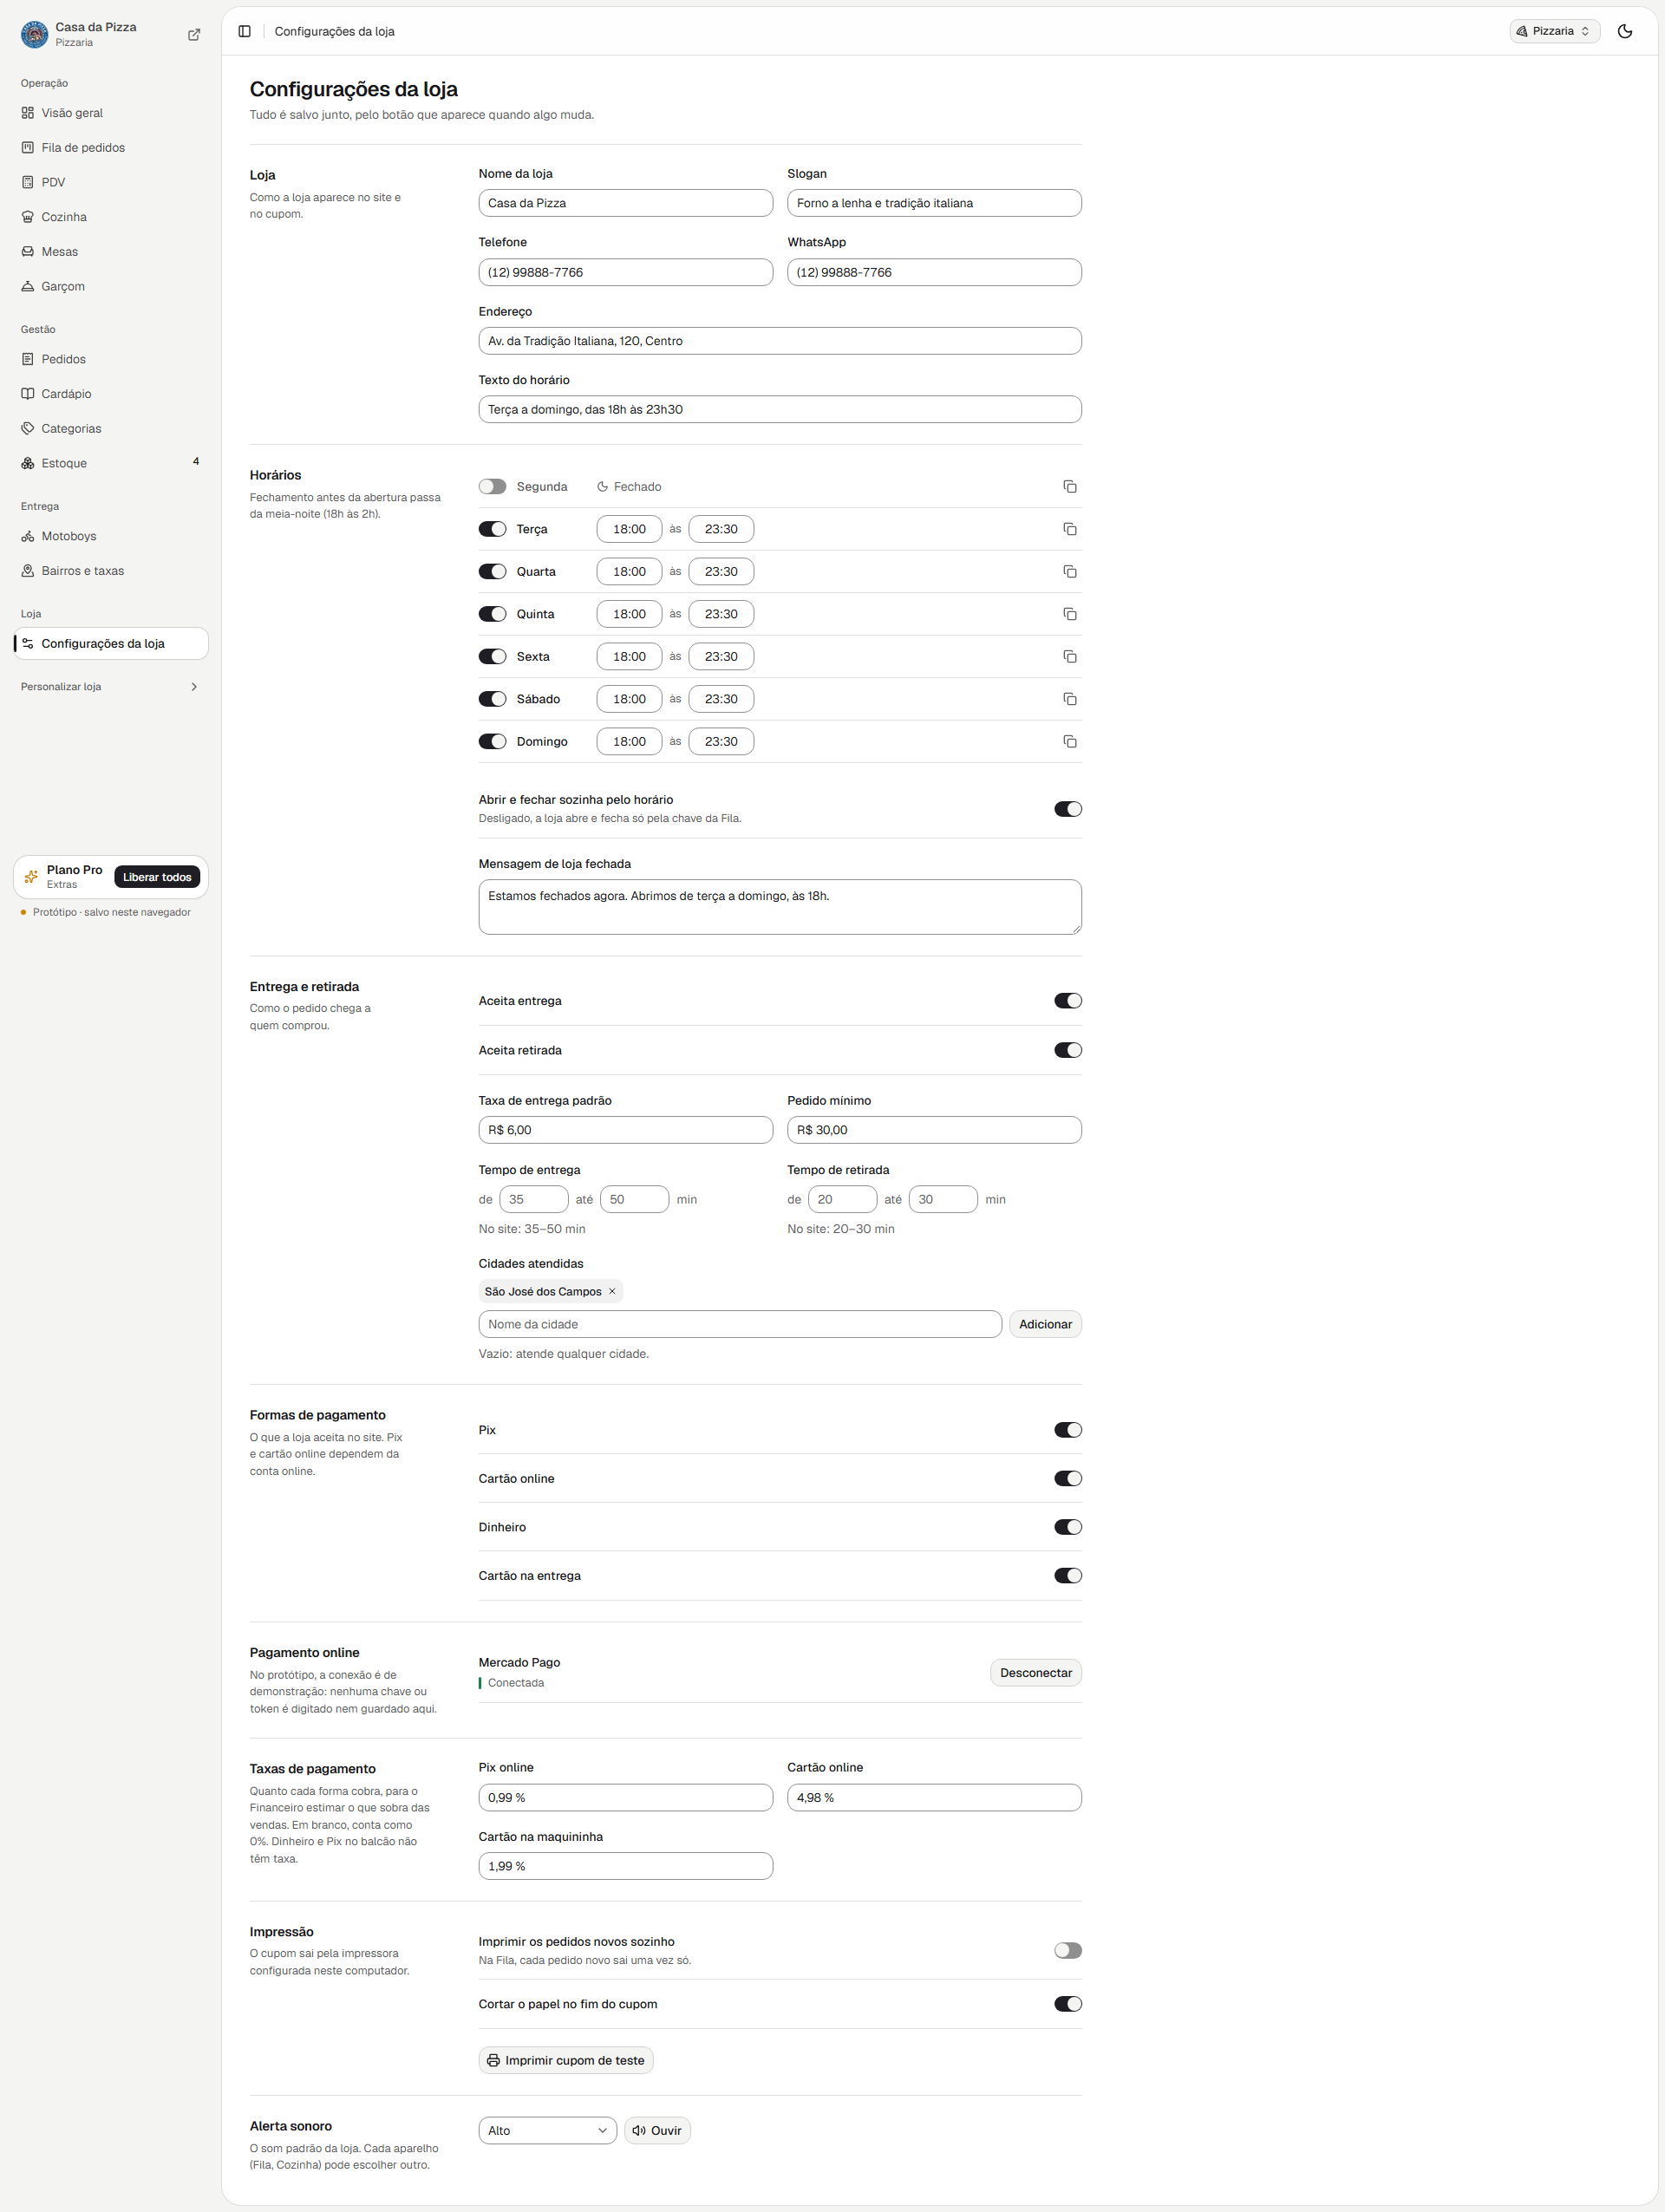 Casa da Pizza
Pizzaria
Operação
Visão geral
Fila de pedidos
PDV
Cozinha
Mesas
Garçom
Gestão
Pedidos
Cardápio
Categorias
Estoque 4
Entrega
Motoboys
Bairros e taxas
Loja
Configurações da loja
Personalizar loja
Plano Pro
Extras
Liberar todos
Protótipo · salvo neste navegador
Configurações da loja
Pizzaria
Configurações da loja
Tudo é salvo junto, pelo botão que aparece quando algo muda.
Loja
Como a loja aparece no site e
no cupom.
Nome da loja
Casa da Pizza
Slogan
Forno a lenha e tradição italiana
Telefone
(12) 99888-7766
WhatsApp
(12) 99888-7766
Endereço
Av. da Tradição Italiana, 120, Centro
Texto do horário
Terça a domingo, das 18h às 23h30
Horários
Fechamento antes da abertura passa
da meia-noite (18h às 2h).
Segunda Fechado
Terça 18:00 às 23:30
Quarta 18:00 às 23:30
Quinta 18:00 às 23:30
Sexta 18:00 às 23:30
Sábado 18:00 às 23:30
Domingo 18:00 às 23:30
Abrir e fechar sozinha pelo horário
Desligado, a loja abre e fecha só pela chave da Fila.
Mensagem de loja fechada
Estamos fechados agora. Abrimos de terça a domingo, às 18h.
Entrega e retirada
Como o pedido chega a
quem comprou.
Aceita entrega
Aceita retirada
Taxa de entrega padrão
R$ 6,00
Pedido mínimo
R$ 30,00
Tempo de entrega
de 35 até 50 min
No site: 35–50 min
Tempo de retirada
de 20 até 30 min
No site: 20–30 min
Cidades atendidas
São José dos Campos ×
Nome da cidade
Adicionar
Vazio: atende qualquer cidade.
Formas de pagamento
O que a loja aceita no site. Pix
e cartão online dependem da
conta online.
Pix
Cartão online
Dinheiro
Cartão na entrega
Pagamento online
No protótipo, a conexão é de
demonstração: nenhuma chave ou
token é digitado nem guardado aqui.
Mercado Pago
Conectada
Desconectar
Taxas de pagamento
Quanto cada forma cobra, para o
Financeiro estimar o que sobra das
vendas. Em branco, conta como
0%. Dinheiro e Pix no balcão não
têm taxa.
Pix online
0,99 %
Cartão online
4,98 %
Cartão na maquininha
1,99 %
Impressão
O cupom sai pela impressora
configurada neste computador.
Imprimir os pedidos novos sozinho
Na Fila, cada pedido novo sai uma vez só.
Cortar o papel no fim do cupom
Imprimir cupom de teste
Alerta sonoro
O som padrão da loja. Cada aparelho
(Fila, Cozinha) pode escolher outro.
Alto
Ouvir